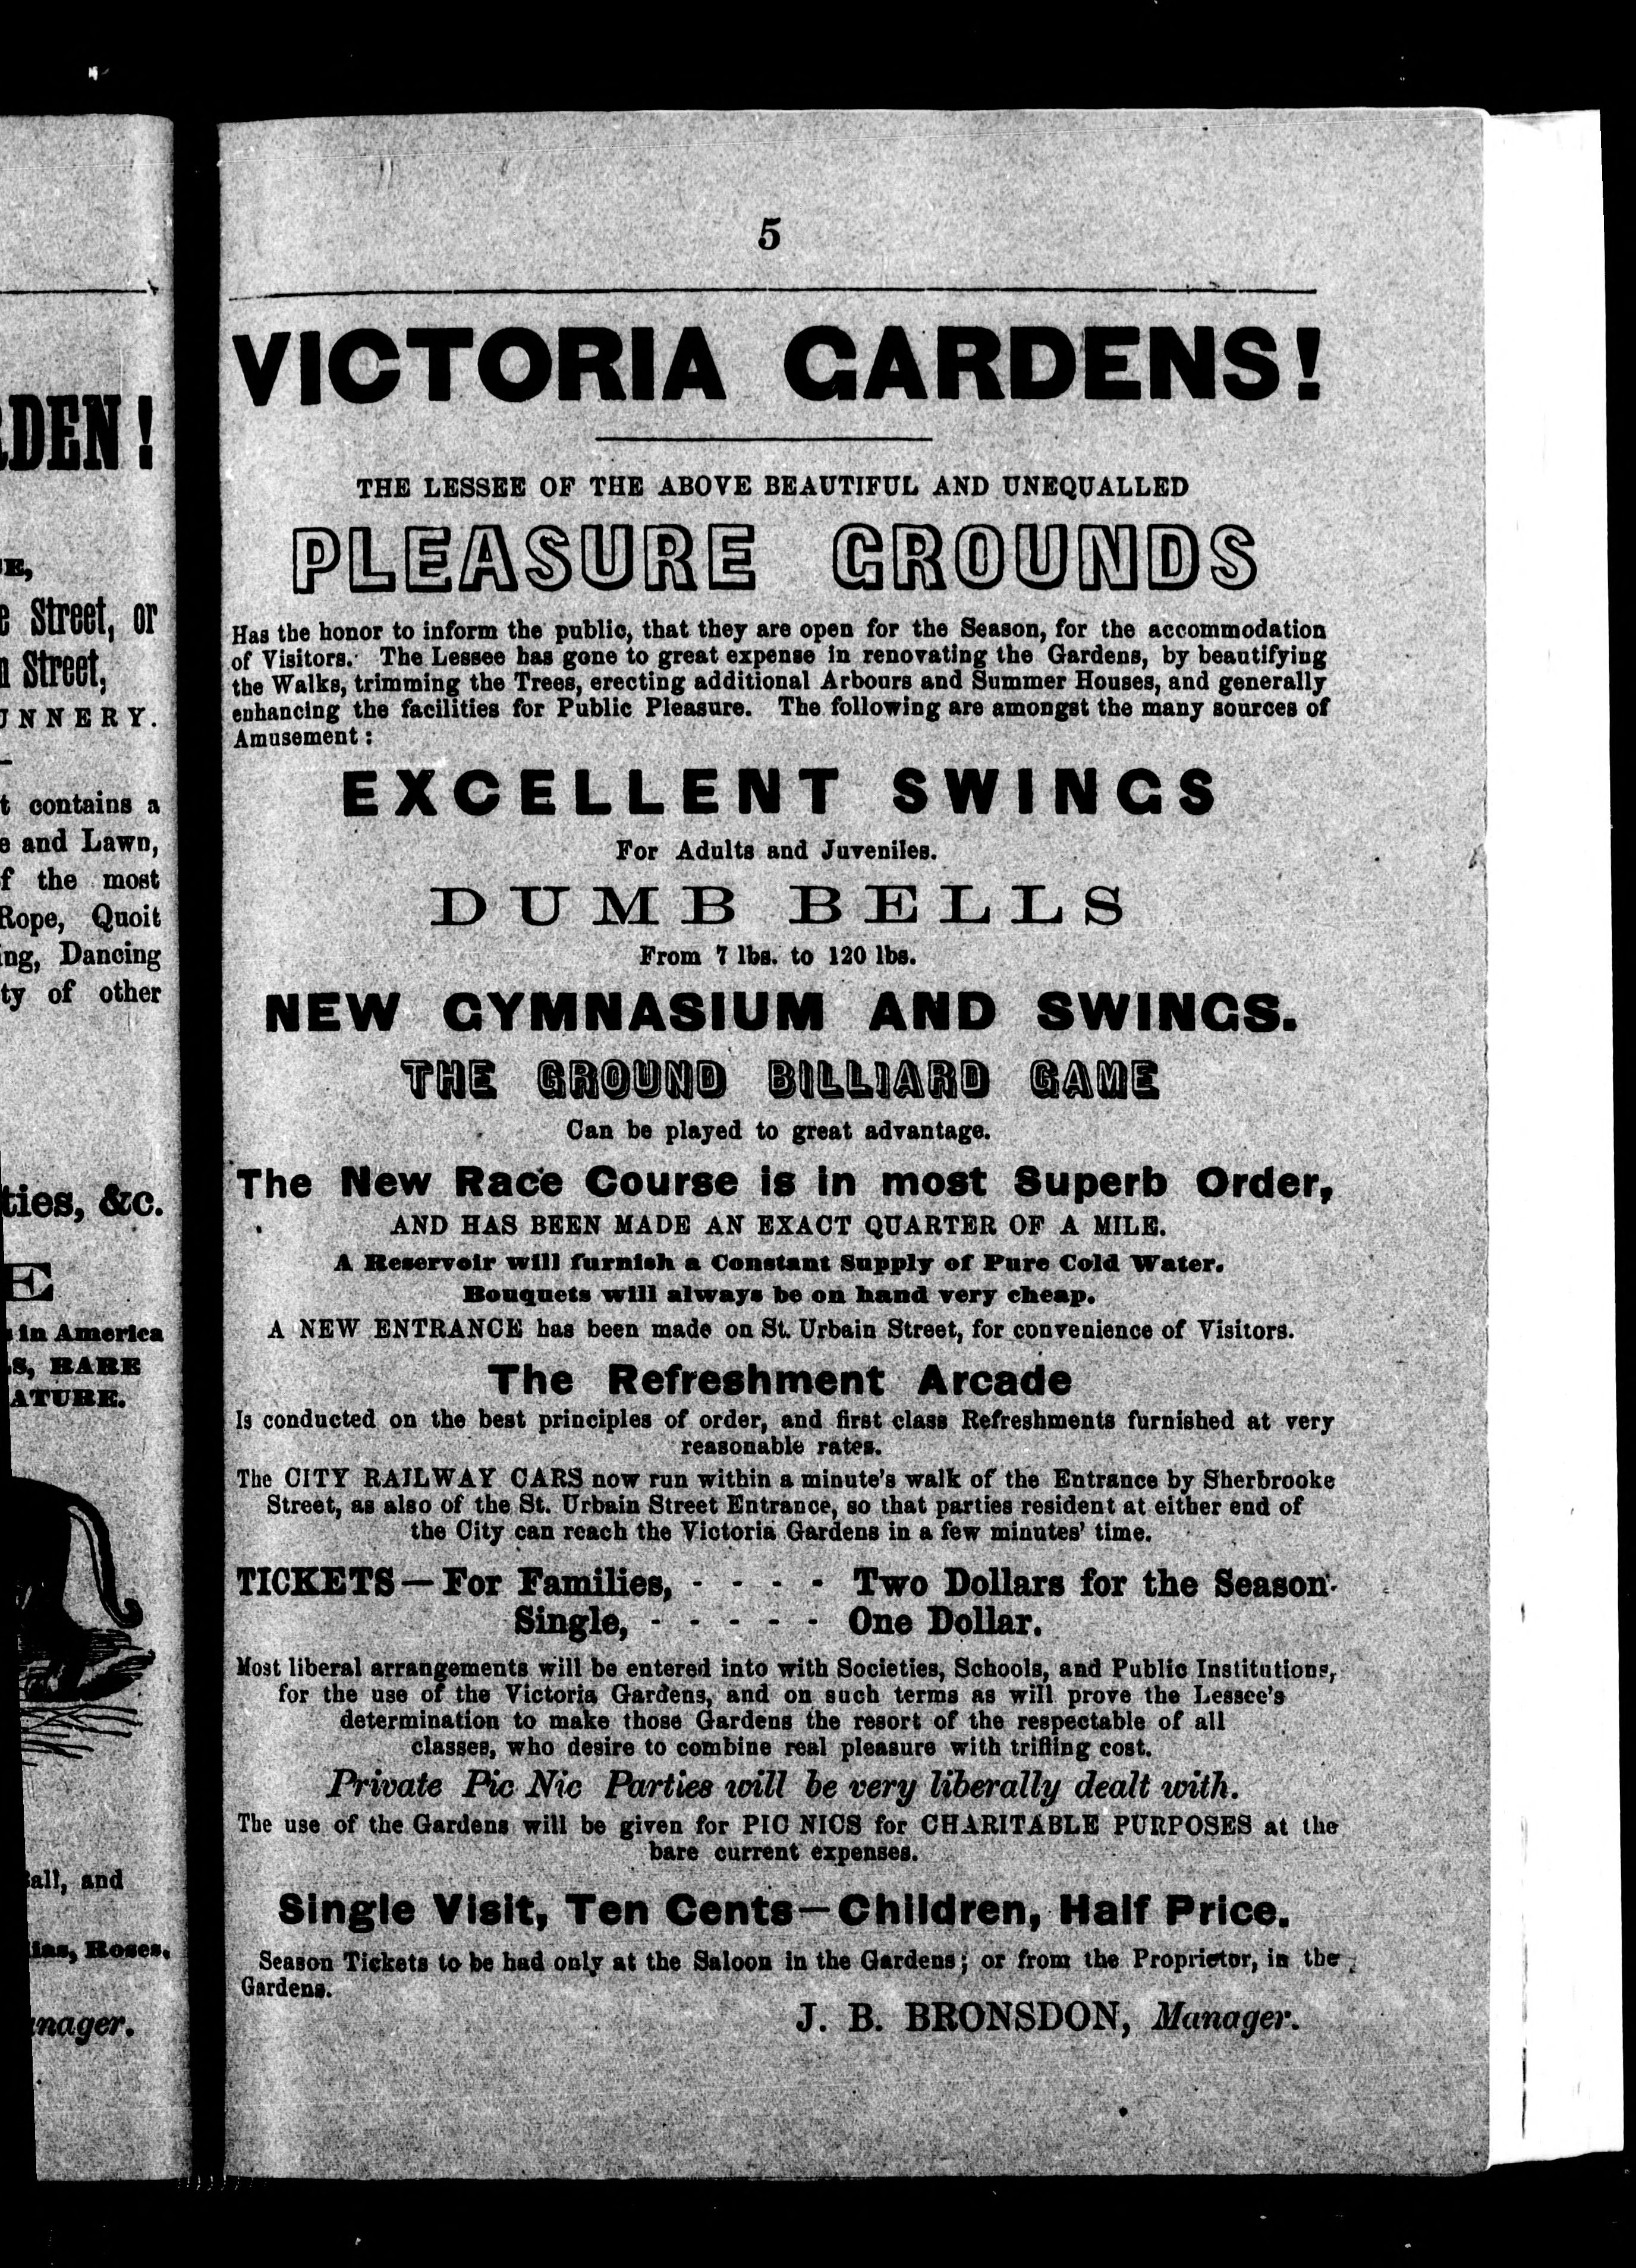 DEN!
E,
Street, or
Street,
NNERY.
contains a
and Lawn,
f the most
Rope, Quoit
ing, Dancing
ty of other
ties, &c.
E
in America
S, RARE
ATURE.
all, and
Roses,
nager.
5
VICTORIA GARDENS!
THE LESSEE OF THE ABOVE BEAUTIFUL AND UNEQUALLED
PLEASURE GROUNDS
Has the honor to inform the public, that they are open for the Season, for the accommodation
of Visitors. The Lessee has gone to great expense in renovating the Gardens, by beautifying
the Walks, trimming the Trees, erecting additional Arbours and Summer Houses, and generally
enhancing the facilities for Public Pleasure. The following are amongst the many sources of
Amusement:
EXCELLENT SWINGS
For Adults and Juveniles.
DUMB BELLS
From 7 lbs. to 120 lbs.
NEW GYMNASIUM AND SWINGS.
THE GROUND BILLIARD GAME
Can be played to great advantage.
The New Race Course is in most Superb Order,
AND HAS BEEN MADE AN EXACT QUARTER OF A MILE.
A Reservoir will furnish a Constant Supply of Pure Cold Water.
Bouquets will always be on hand very cheap.
A NEW ENTRANCE has been made on St. Urbain Street, for convenience of Visitors.
The Refreshment Arcade
Is conducted on the best principles of order, and first class Refreshments furnished at very
reasonable rates.
The CITY RAILWAY CARS now run within a minute's walk of the Entrance by Sherbrooke
Street, as also of the St. Urbain Street Entrance, so that parties resident at either end of
the City can reach the Victoria Gardens in a few minutes' time.
TICKETS—For Families, - - - - Two Dollars for the Season.
Single, - - - - - One Dollar.
Most liberal arrangements will be entered into with Societies, Schools, and Public Institutions,
for the use of the Victoria Gardens, and on such terms as will prove the Lessee's
determination to make those Gardens the resort of the respectable of all
classes, who desire to combine real pleasure with trifling cost.
Private Pic Nic Parties will be very liberally dealt with.
The use of the Gardens will be given for PIC NICS for CHARITABLE PURPOSES at the
bare current expenses.
Single Visit, Ten Cents—Children, Half Price.
Season Tickets to be had only at the Saloon in the Gardens; or from the Proprietor, in the
Gardens.
J. B. BRONSDON, Manager.